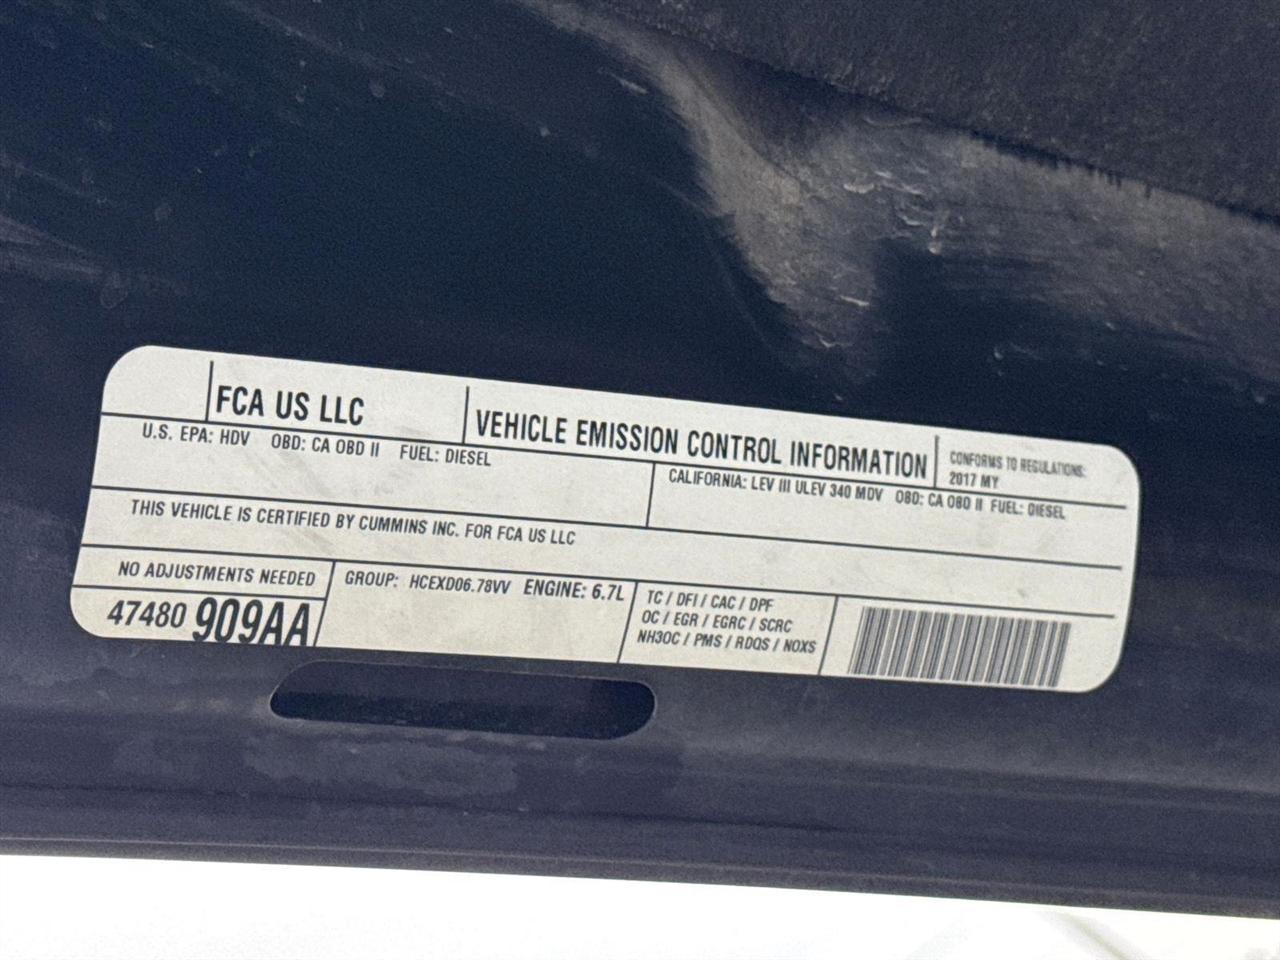 FCA US LLC
VEHICLE EMISSION CONTROL INFORMATION
CONFORMS TO REGULATIONS:
2017 MY
U.S. EPA: HDV OBD: CA OBD II FUEL: DIESEL
CALIFORNIA: LEV III ULEV 340 MDV OBD: CA OBD II FUEL: DIESEL
THIS VEHICLE IS CERTIFIED BY CUMMINS INC. FOR FCA US LLC
NO ADJUSTMENTS NEEDED
47480 909AA
GROUP: HCEXD06.78VV ENGINE: 6.7L
TC / DFI / CAC / DPF
OC / EGR / EGRC / SCRC
NH3OC / PMS / RDQS / NOXS